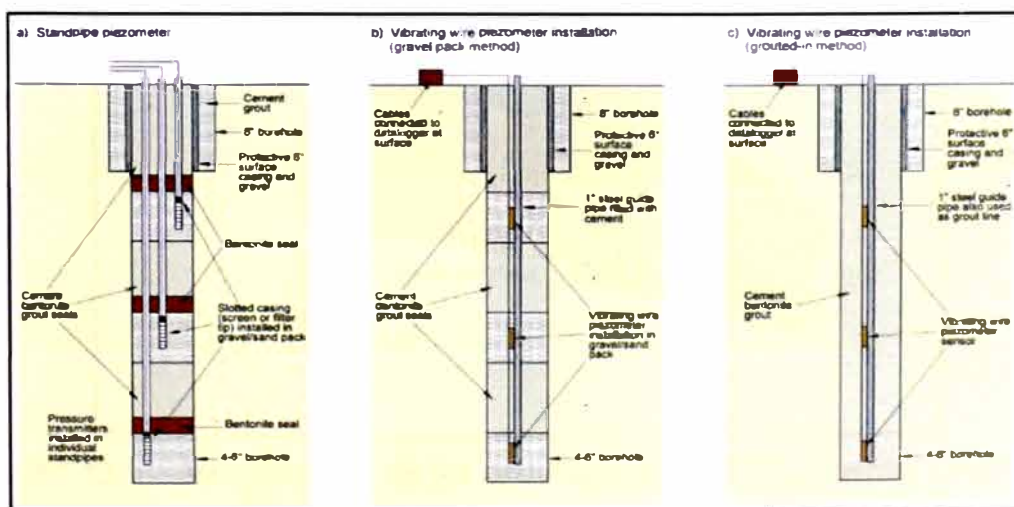 a) Standpipe piezometer
Cement
grout
8" borehole
Protective 6"
surface
casing and
gravel
Bentonite seal
Cement
bentonite
grout seals
Slotted casing
(screen or filter
tip) installed in
gravel/sand pack
Pressure
transmitters
installed in
individual
standpipes
Bentonite seal
4-6" borehole
b) Vibrating wire piezometer installation
(gravel pack method)
Cables
connected to
datalogger at
surface
8" borehole
Protective 6"
surface
casing and
gravel
1" steel guide
pipe filled with
cement
Cement bentonite
grout seals
Vibrating wire
piezometer
installation in
gravel/sand
pack
4-6" borehole
c) Vibrating wire piezometer installation
(grouted-in method)
Cables
connected to
datalogger at
surface
8" borehole
Protective 6"
surface
casing and
gravel
1" steel guide
pipe also used
as grout line
Cement
bentonite
grout
Vibrating wire
piezometer
sensor
4-6" borehole